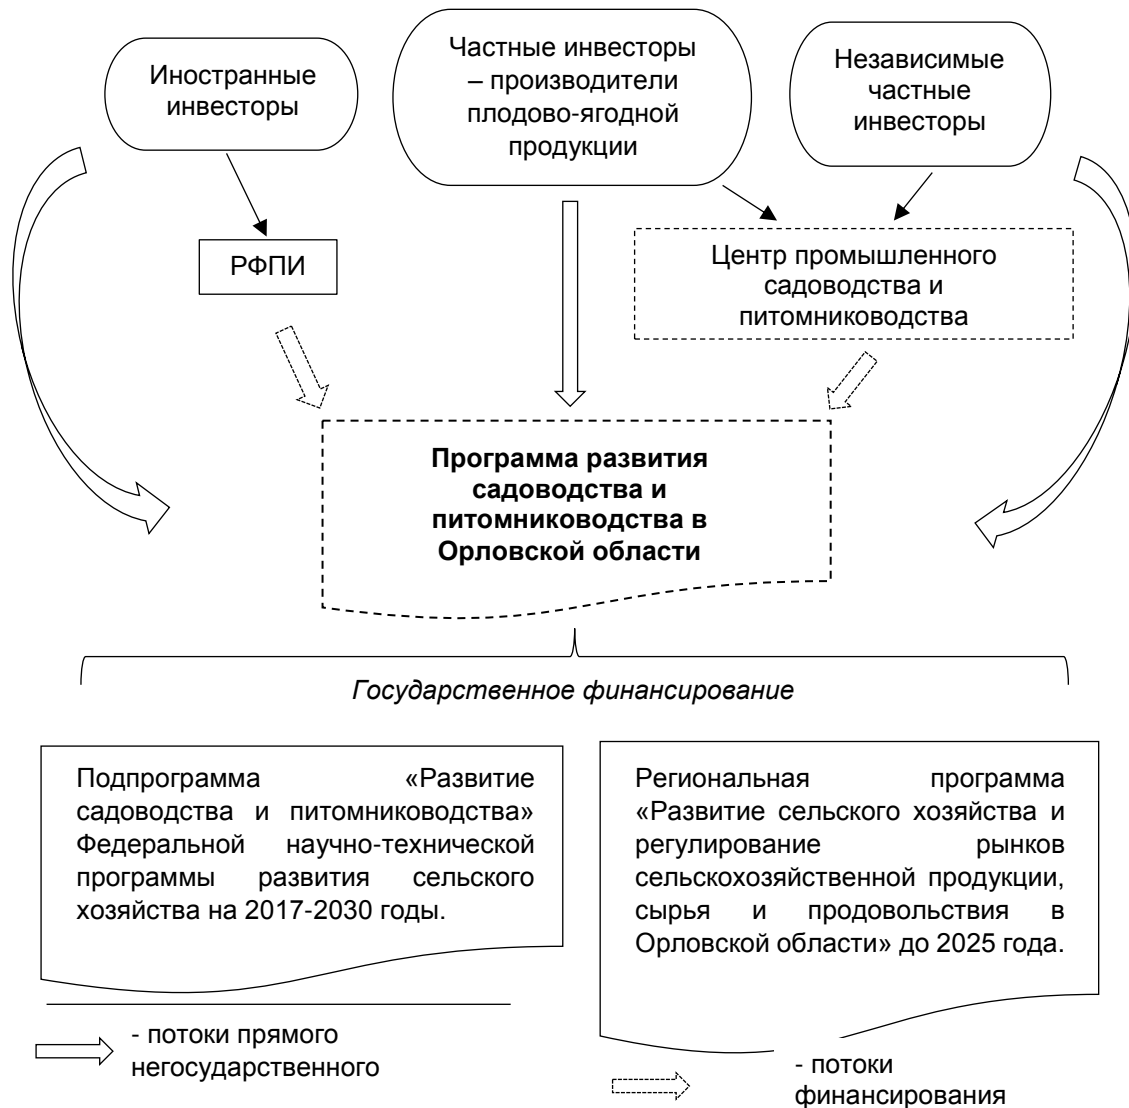 Иностранные
инвесторы
Частные инвесторы
– производители
плодово-ягодной
продукции
Независимые
частные
инвесторы
РФПИ
Центр промышленного
садоводства и
питомниководства
Программа развития
садоводства и
питомниководства в
Орловской области
Государственное финансирование
Подпрограмма «Развитие
садоводства и питомниководства»
Федеральной научно-технической
программы развития сельского
хозяйства на 2017-2030 годы.
Региональная программа
«Развитие сельского хозяйства и
регулирование рынков
сельскохозяйственной продукции,
сырья и продовольствия в
Орловской области» до 2025 года.
- потоки прямого
негосударственного
- потоки
финансирования